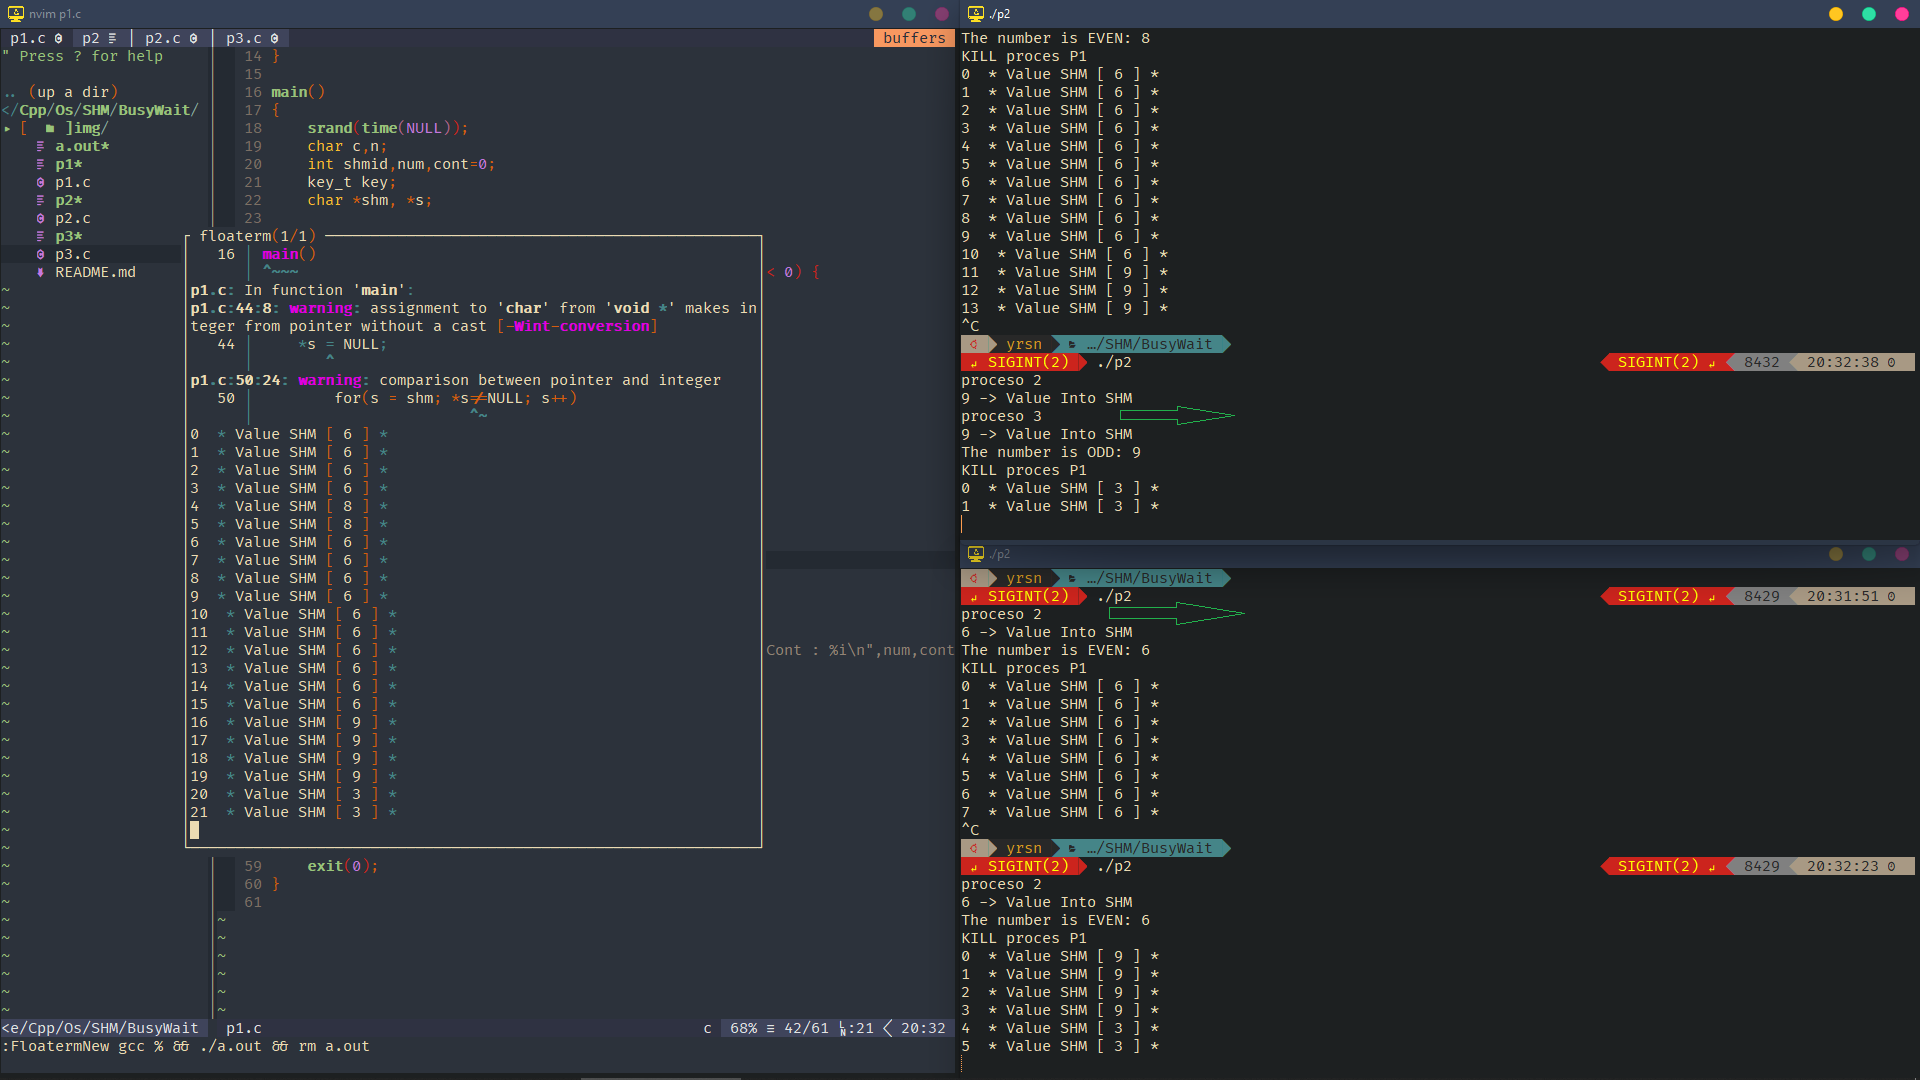 nvim p1.c
p1.c p2 p2.c p3.c buffers
" Press ? for help
.. (up a dir)
</Cpp/Os/SHM/BusyWait/
▸ [ ]img/
a.out*
p1*
p1.c
p2*
p2.c
p3*
p3.c
README.md
14 }
15
16 main()
17 {
18 srand(time(NULL));
19 char c,n;
20 int shmid,num,cont=0;
21 key_t key;
22 char *shm, *s;
23
< 0) {
Cont : %i\n",num,cont
floaterm(1/1)
16 | main()
| ^~~~
p1.c: In function 'main':
p1.c:44:8: warning: assignment to 'char' from 'void *' makes in
teger from pointer without a cast [-Wint-conversion]
44 | *s = NULL;
| ^
p1.c:50:24: warning: comparison between pointer and integer
50 | for(s = shm; *s!=NULL; s++)
| ^~
0 * Value SHM [ 6 ] *
1 * Value SHM [ 6 ] *
2 * Value SHM [ 6 ] *
3 * Value SHM [ 6 ] *
4 * Value SHM [ 8 ] *
5 * Value SHM [ 8 ] *
6 * Value SHM [ 6 ] *
7 * Value SHM [ 6 ] *
8 * Value SHM [ 6 ] *
9 * Value SHM [ 6 ] *
10 * Value SHM [ 6 ] *
11 * Value SHM [ 6 ] *
12 * Value SHM [ 6 ] *
13 * Value SHM [ 6 ] *
14 * Value SHM [ 6 ] *
15 * Value SHM [ 6 ] *
16 * Value SHM [ 9 ] *
17 * Value SHM [ 9 ] *
18 * Value SHM [ 9 ] *
19 * Value SHM [ 9 ] *
20 * Value SHM [ 3 ] *
21 * Value SHM [ 3 ] *
59 exit(0);
60 }
61
<e/Cpp/Os/SHM/BusyWait p1.c c 68% ≡ 42/61 :21 20:32
:FloatermNew gcc % && ./a.out && rm a.out
./p2
The number is EVEN: 8
KILL proces P1
0 * Value SHM [ 6 ] *
1 * Value SHM [ 6 ] *
2 * Value SHM [ 6 ] *
3 * Value SHM [ 6 ] *
4 * Value SHM [ 6 ] *
5 * Value SHM [ 6 ] *
6 * Value SHM [ 6 ] *
7 * Value SHM [ 6 ] *
8 * Value SHM [ 6 ] *
9 * Value SHM [ 6 ] *
10 * Value SHM [ 6 ] *
11 * Value SHM [ 9 ] *
12 * Value SHM [ 9 ] *
13 * Value SHM [ 9 ] *
^C
yrsn …/SHM/BusyWait
SIGINT(2) ./p2 SIGINT(2) 8432 20:32:38
proceso 2
9 -> Value Into SHM
proceso 3
9 -> Value Into SHM
The number is ODD: 9
KILL proces P1
0 * Value SHM [ 3 ] *
1 * Value SHM [ 3 ] *
./p2
yrsn …/SHM/BusyWait
SIGINT(2) ./p2 SIGINT(2) 8429 20:31:51
proceso 2
6 -> Value Into SHM
The number is EVEN: 6
KILL proces P1
0 * Value SHM [ 6 ] *
1 * Value SHM [ 6 ] *
2 * Value SHM [ 6 ] *
3 * Value SHM [ 6 ] *
4 * Value SHM [ 6 ] *
5 * Value SHM [ 6 ] *
6 * Value SHM [ 6 ] *
7 * Value SHM [ 6 ] *
^C
yrsn …/SHM/BusyWait
SIGINT(2) ./p2 SIGINT(2) 8429 20:32:23
proceso 2
6 -> Value Into SHM
The number is EVEN: 6
KILL proces P1
0 * Value SHM [ 9 ] *
1 * Value SHM [ 9 ] *
2 * Value SHM [ 9 ] *
3 * Value SHM [ 9 ] *
4 * Value SHM [ 3 ] *
5 * Value SHM [ 3 ] *